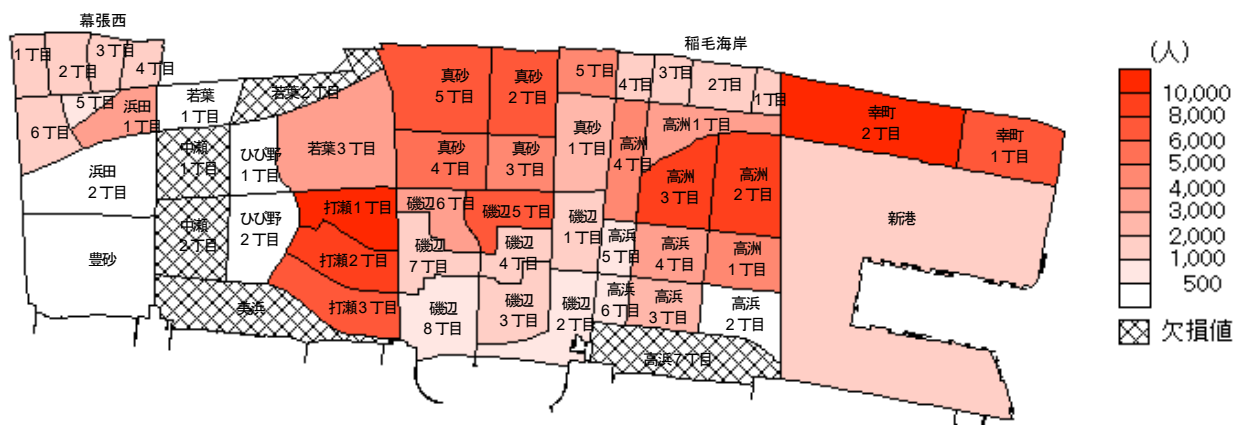 幕張西
1丁目
2丁目
3丁目
4丁目
5丁目
6丁目
浜田
1丁目
浜田
2丁目
豊砂
若葉
1丁目
若葉2丁目
若葉3丁目
中瀬
1丁目
中瀬
2丁目
ひび野
1丁目
ひび野
2丁目
美浜
打瀬1丁目
打瀬2丁目
打瀬3丁目
真砂
5丁目
真砂
2丁目
真砂
4丁目
真砂
3丁目
真砂
1丁目
磯辺6丁目
磯辺5丁目
磯辺
7丁目
磯辺
4丁目
磯辺
1丁目
磯辺
8丁目
磯辺
3丁目
磯辺
2丁目
稲毛海岸
5丁目
4丁目
3丁目
2丁目
1丁目
高洲1丁目
高洲
4丁目
高洲
3丁目
高洲
2丁目
高洲
1丁目
高浜
5丁目
高浜
4丁目
高浜
6丁目
高浜
3丁目
高浜
2丁目
高浜7丁目
幸町
2丁目
幸町
1丁目
新港
(人)
10,000
8,000
6,000
5,000
4,000
3,000
2,000
1,000
500
欠損値